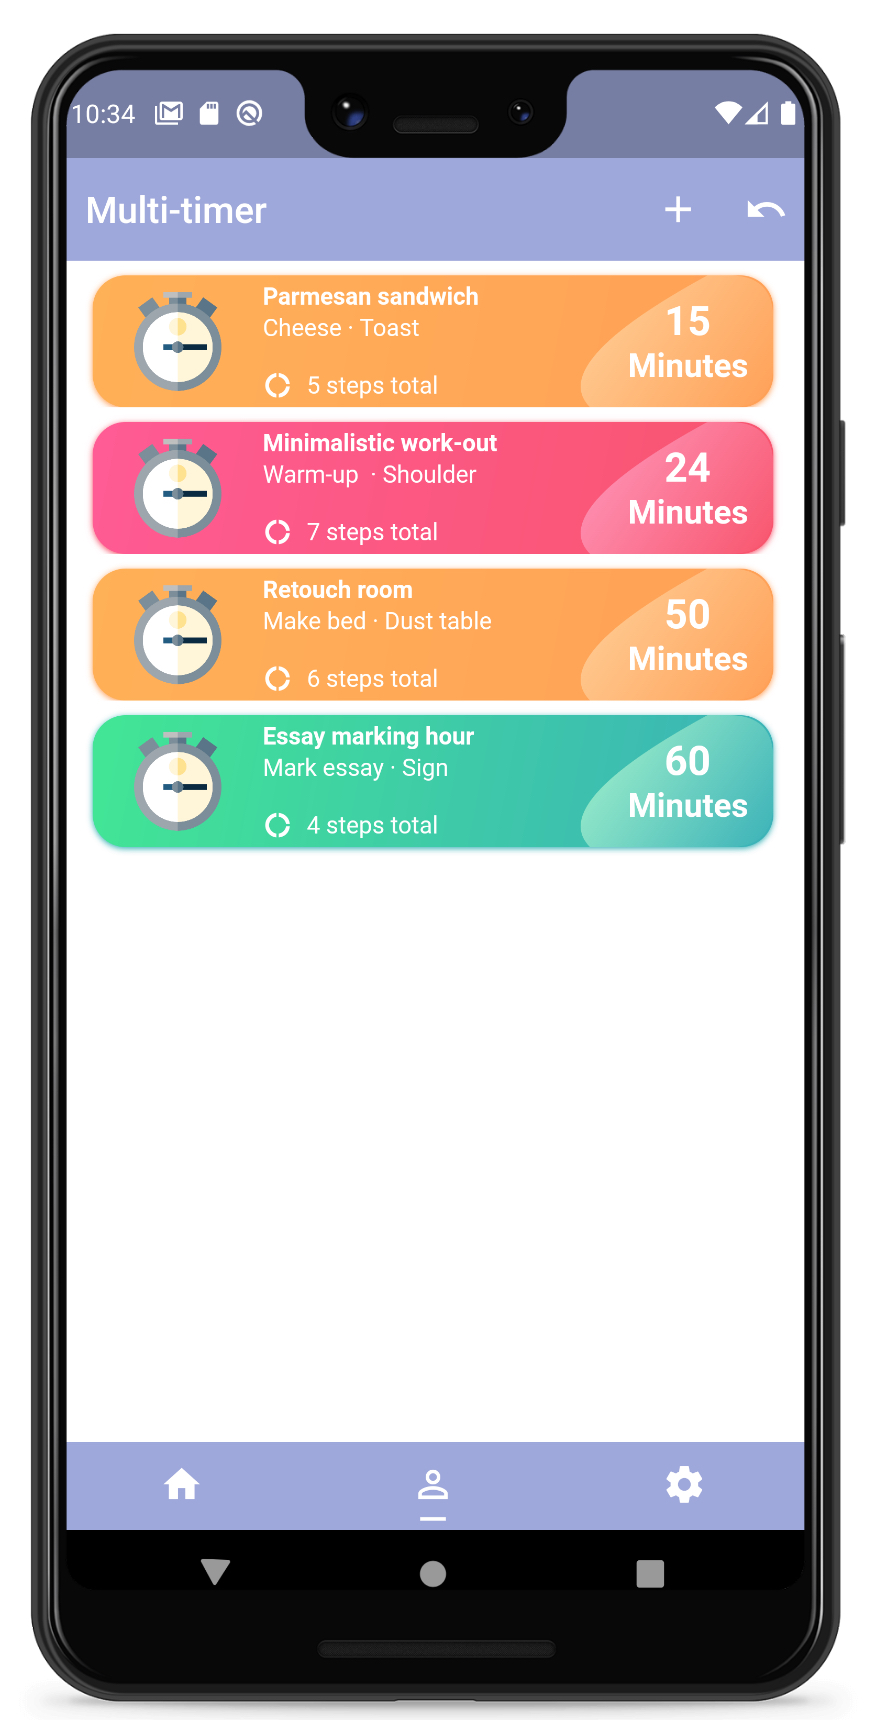 10:34
Multi-timer
Parmesan sandwich
Cheese · Toast
5 steps total
15
Minutes
Minimalistic work-out
Warm-up  · Shoulder
7 steps total
24
Minutes
Retouch room
Make bed · Dust table
6 steps total
50
Minutes
Essay marking hour
Mark essay · Sign
4 steps total
60
Minutes